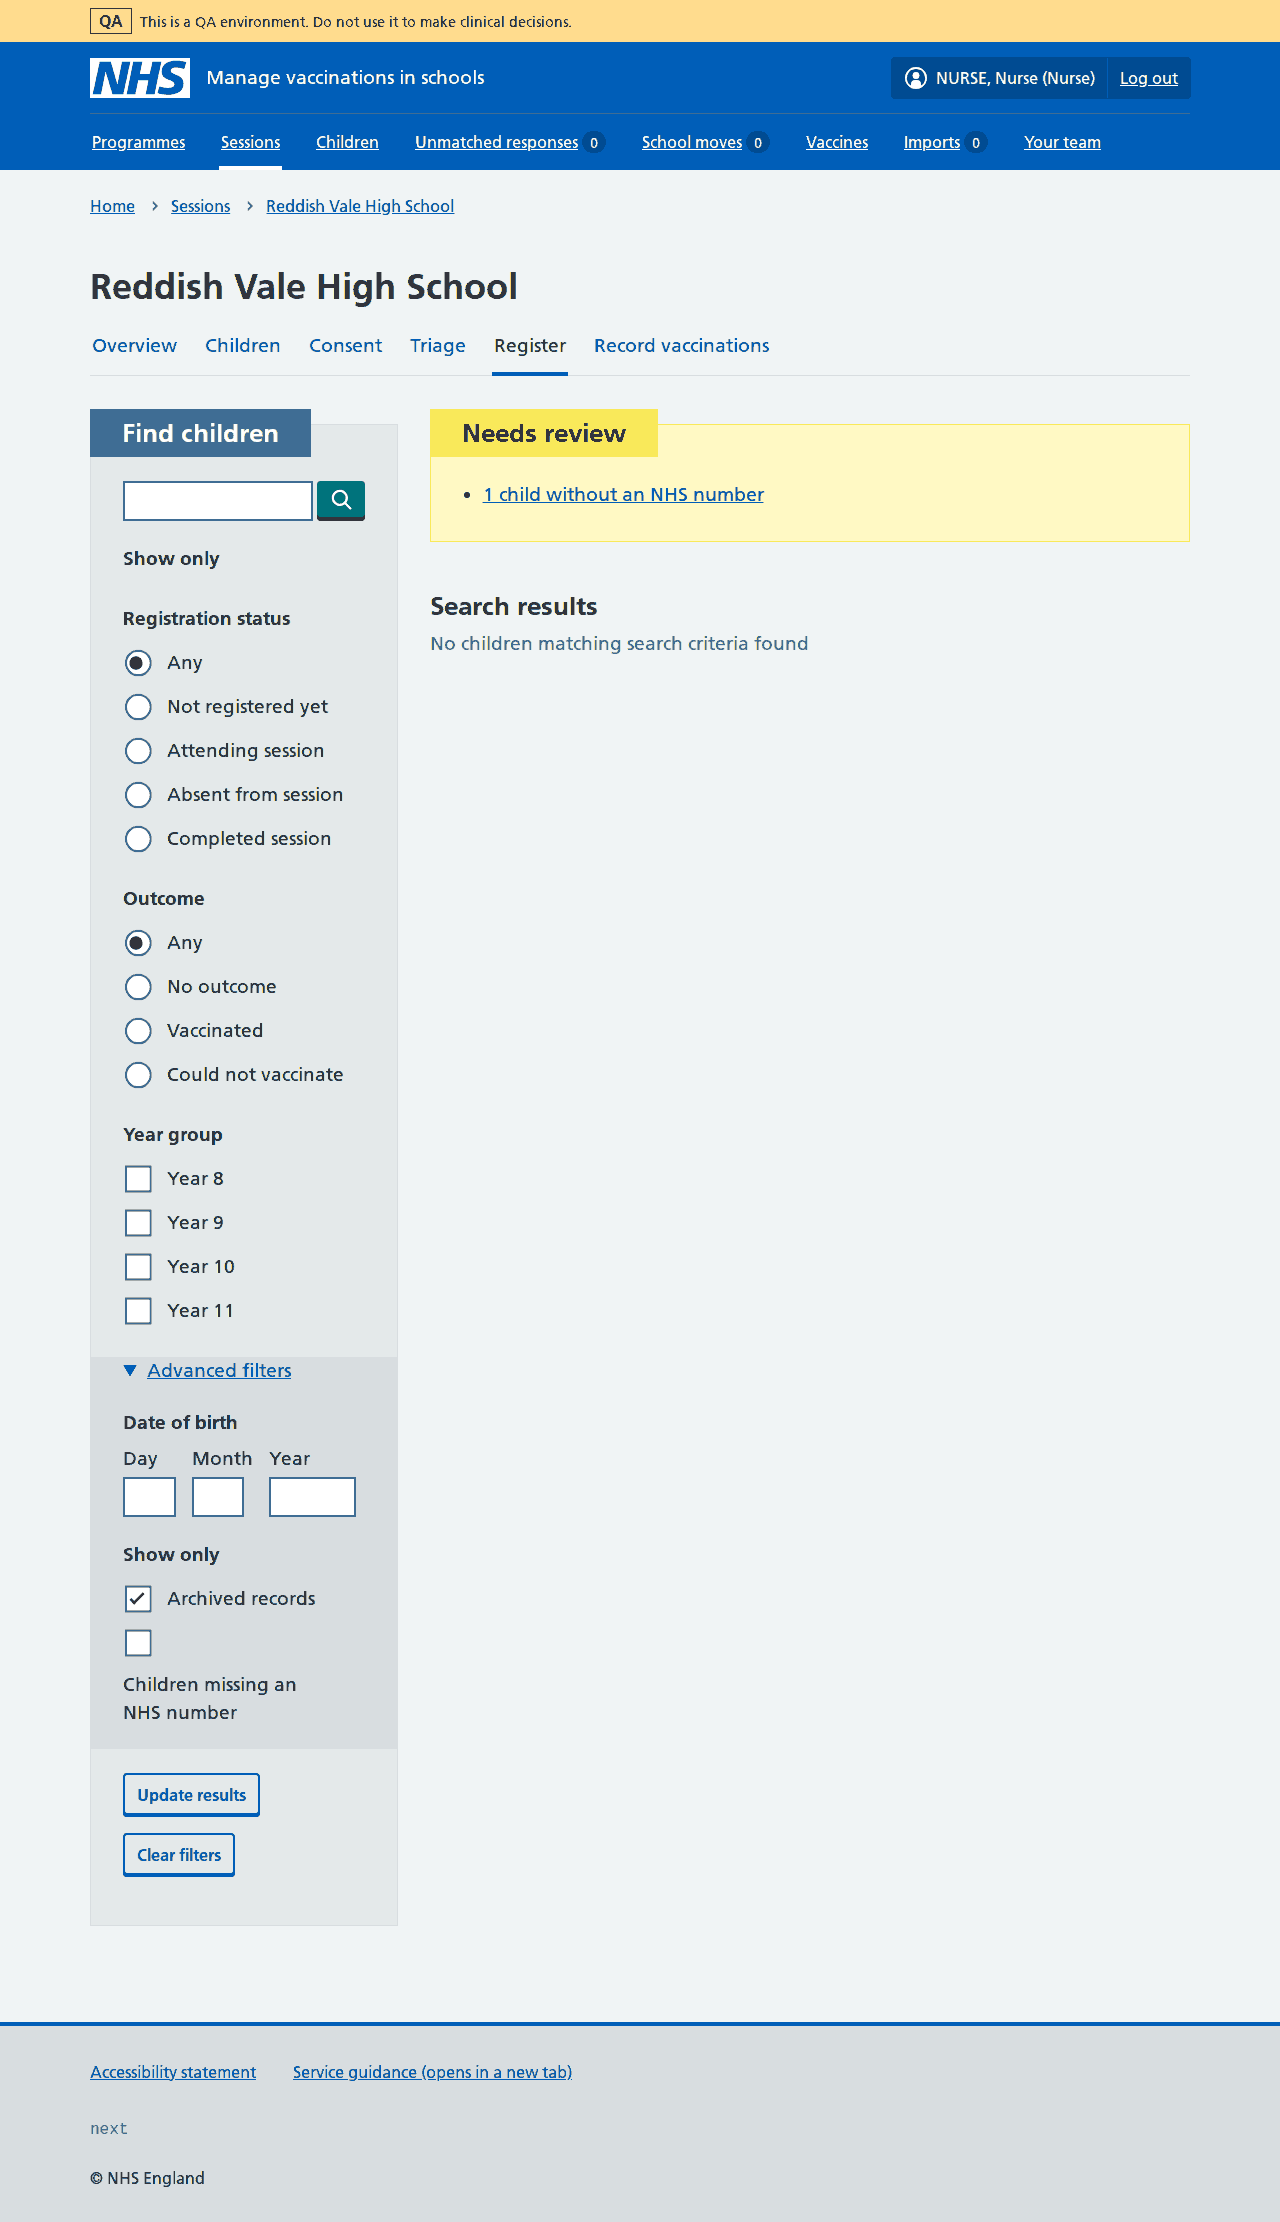 QA This is a QA environment. Do not use it to make clinical decisions.
NHS Manage vaccinations in schools NURSE, Nurse (Nurse) Log out
Programmes Sessions Children Unmatched responses 0 School moves 0 Vaccines Imports 0 Your team
Home Sessions Reddish Vale High School
Reddish Vale High School
Overview Children Consent Triage Register Record vaccinations
Find children
Show only
Registration status
Any
Not registered yet
Attending session
Absent from session
Completed session
Outcome
Any
No outcome
Vaccinated
Could not vaccinate
Year group
Year 8
Year 9
Year 10
Year 11
Advanced filters
Date of birth
Day Month Year
Show only
Archived records
Children missing an
NHS number
Update results
Clear filters
Needs review
1 child without an NHS number
Search results
No children matching search criteria found
Accessibility statement Service guidance (opens in a new tab)
next
© NHS England